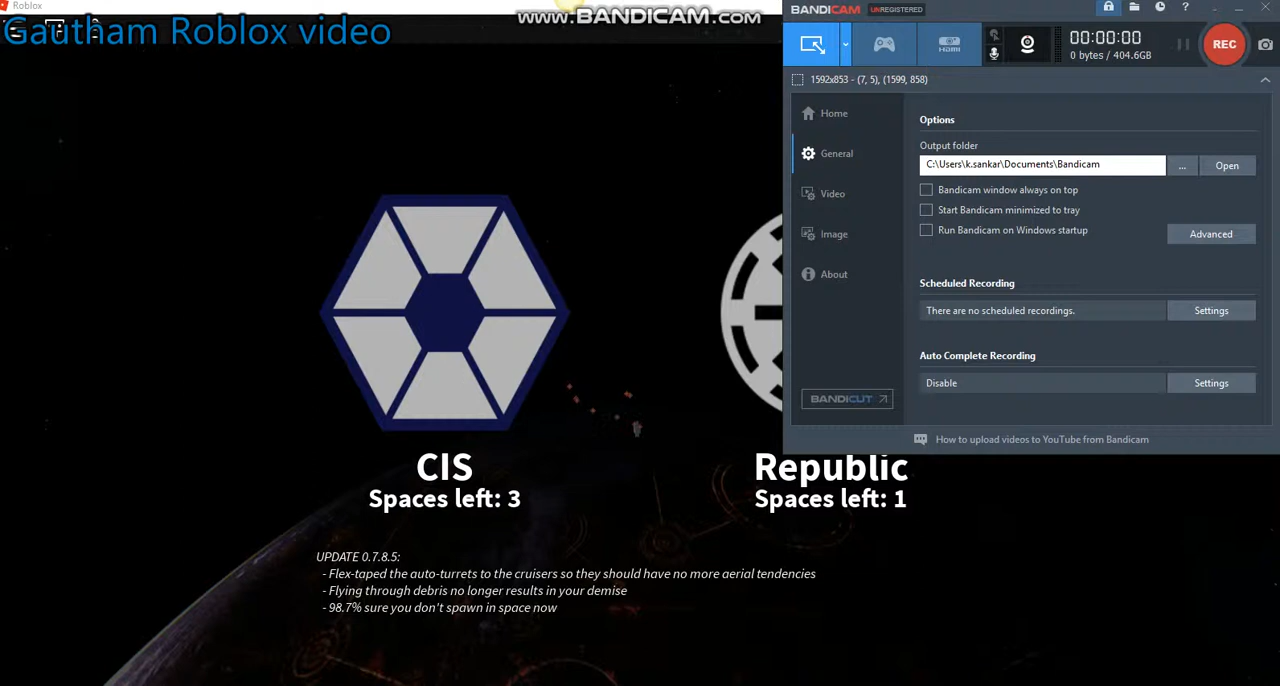 Roblox
www.BANDICAM.com
Gautham Roblox video
BANDICAM UNREGISTERED
HDMI
00:00:00
0 bytes / 404.6GB
REC
1592x853 - (7, 5), (1599, 858)
Home
General
Video
Image
About
BANDICUT
Options
Output folder
C:\Users\k.sankar\Documents\Bandicam
...
Open
Bandicam window always on top
Start Bandicam minimized to tray
Run Bandicam on Windows startup
Advanced
Scheduled Recording
There are no scheduled recordings.
Settings
Auto Complete Recording
Disable
Settings
How to upload videos to YouTube from Bandicam
CIS
Spaces left: 3
Republic
Spaces left: 1
UPDATE 0.7.8.5:
- Flex-taped the auto-turrets to the cruisers so they should have no more aerial tendencies
- Flying through debris no longer results in your demise
- 98.7% sure you don't spawn in space now